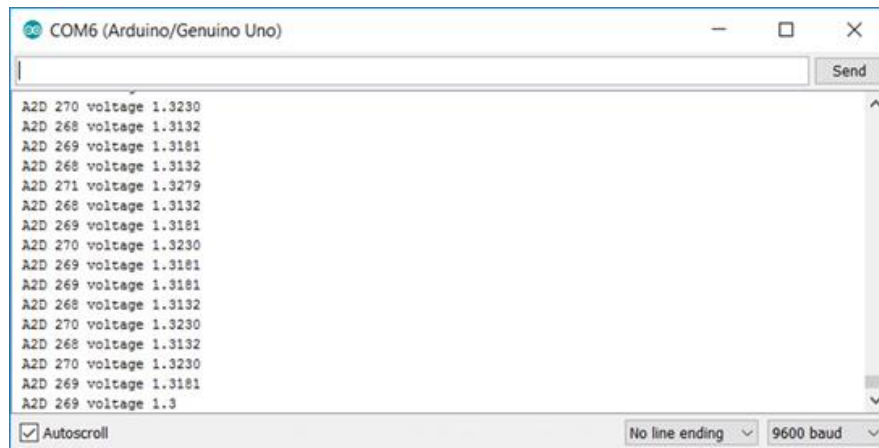 COM6 (Arduino/Genuino Uno)
Send
A2D 270 voltage 1.3230
A2D 268 voltage 1.3132
A2D 269 voltage 1.3181
A2D 268 voltage 1.3132
A2D 271 voltage 1.3279
A2D 268 voltage 1.3132
A2D 269 voltage 1.3181
A2D 270 voltage 1.3230
A2D 269 voltage 1.3181
A2D 269 voltage 1.3181
A2D 268 voltage 1.3132
A2D 270 voltage 1.3230
A2D 268 voltage 1.3132
A2D 270 voltage 1.3230
A2D 269 voltage 1.3181
A2D 269 voltage 1.3
Autoscroll
No line ending
9600 baud